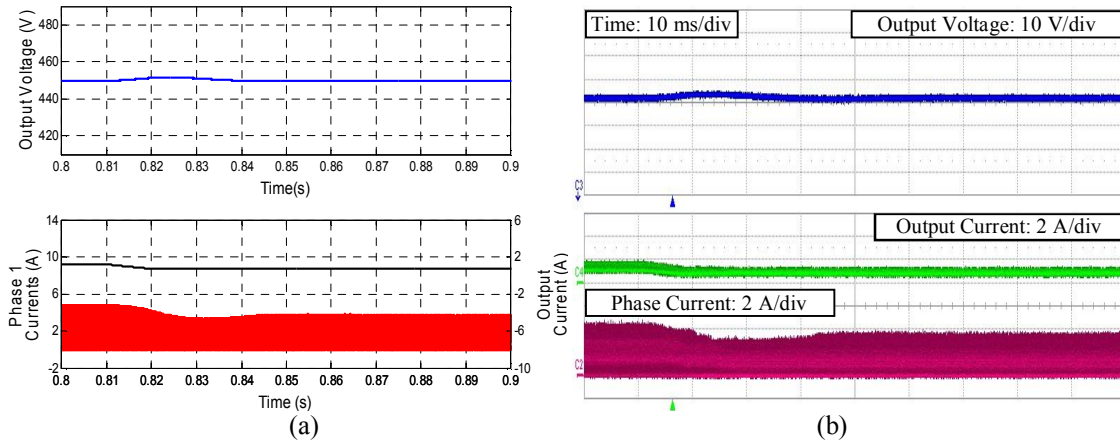 Output Voltage (V)
480
460
440
420
0.8 0.81 0.82 0.83 0.84 0.85 0.86 0.87 0.88 0.89 0.9
Time(s)
Phase 1
Currents (A)
14
10
6
2
-2
6
2
-2
-6
-10
Output
Current (A)
0.8 0.81 0.82 0.83 0.84 0.85 0.86 0.87 0.88 0.89 0.9
Time (s)
(a)
Time: 10 ms/div
Output Voltage: 10 V/div
C3
Output Current: 2 A/div
C4
Phase Current: 2 A/div
C2
(b)